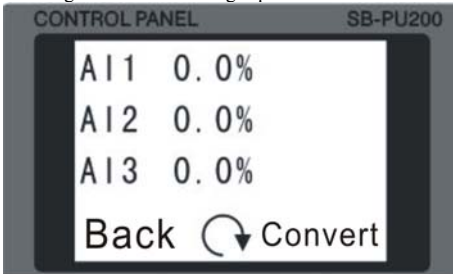 CONTROL PANEL SB-PU200
AI1 0.0%
AI2 0.0%
AI3 0.0%
Back Convert